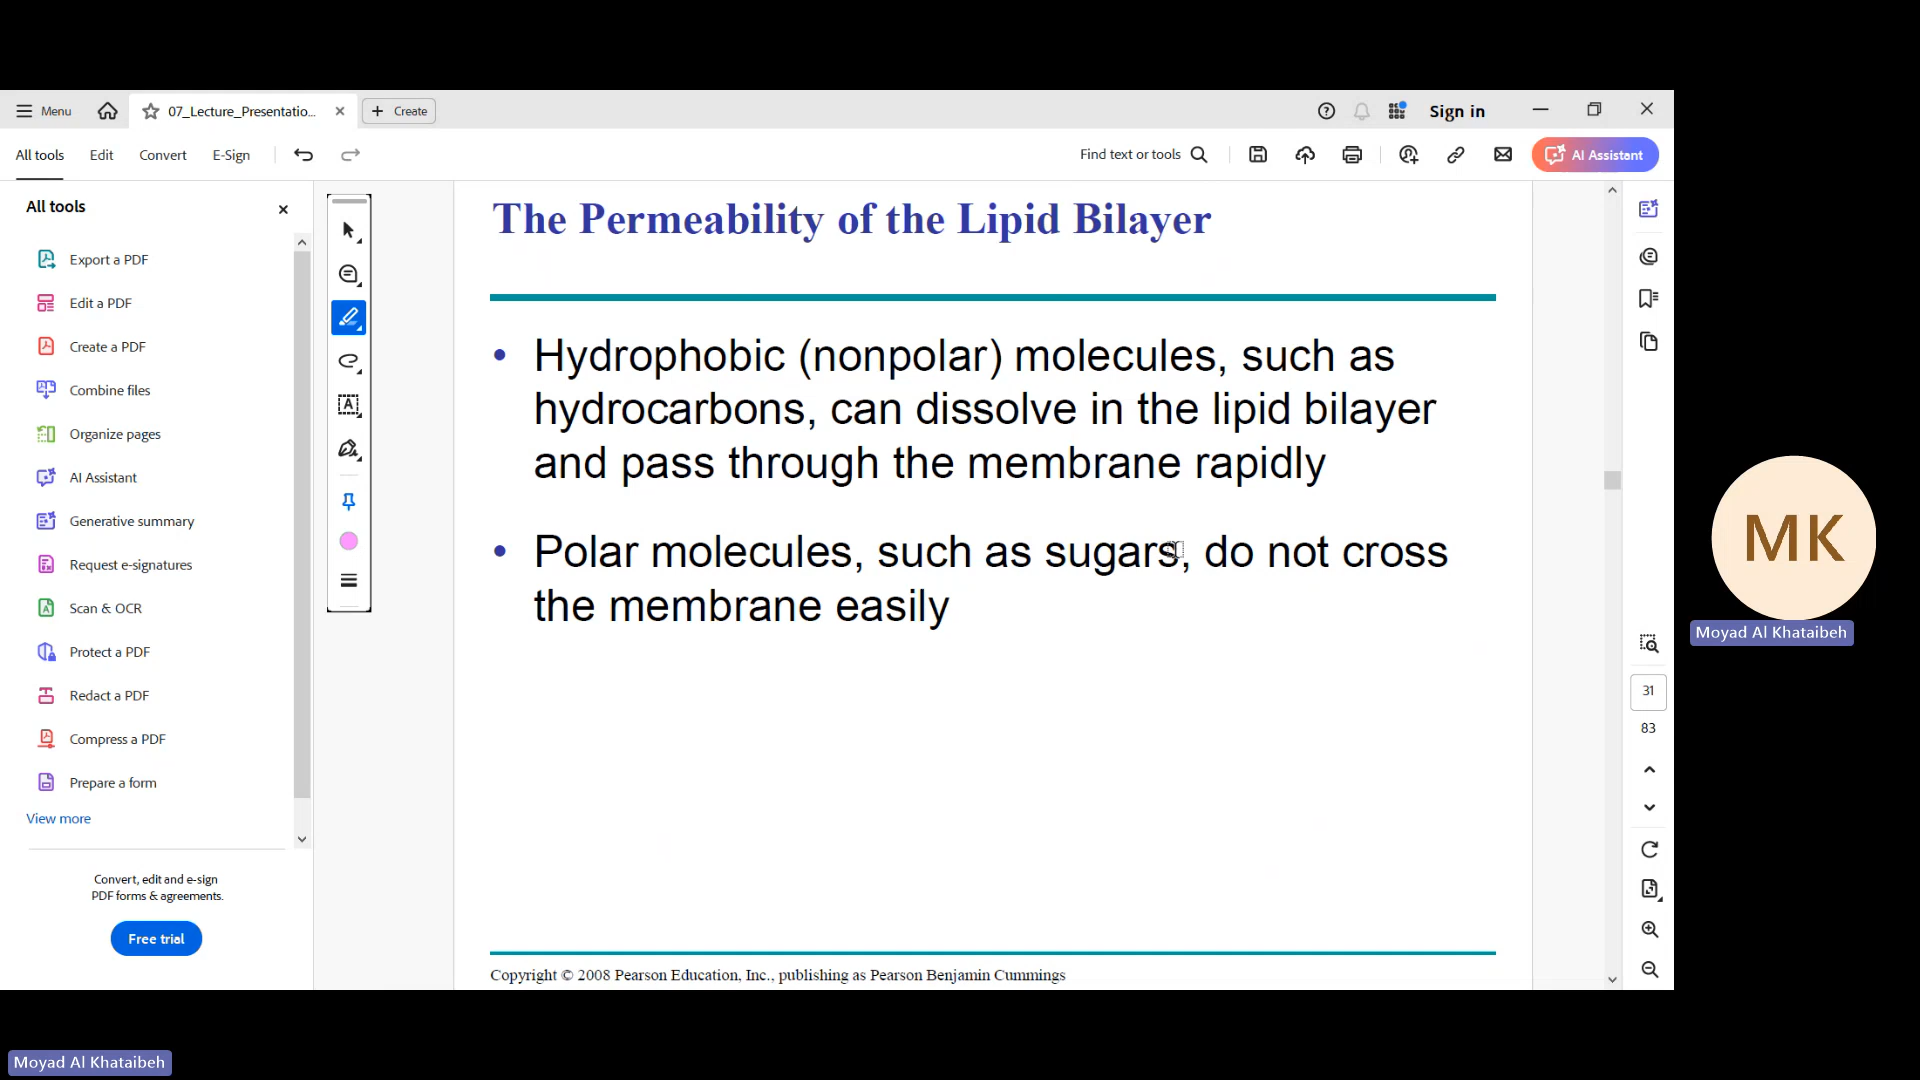 Menu
07_Lecture_Presentatio...
Create
Sign in
All tools
Edit
Convert
E-Sign
Find text or tools
AI Assistant
All tools
Export a PDF
Edit a PDF
Create a PDF
Combine files
Organize pages
AI Assistant
Generative summary
Request e-signatures
Scan & OCR
Protect a PDF
Redact a PDF
Compress a PDF
Prepare a form
View more
Convert, edit and e-sign
PDF forms & agreements.
Free trial
The Permeability of the Lipid Bilayer
• Hydrophobic (nonpolar) molecules, such as
hydrocarbons, can dissolve in the lipid bilayer
and pass through the membrane rapidly
• Polar molecules, such as sugars, do not cross
the membrane easily
Copyright © 2008 Pearson Education, Inc., publishing as Pearson Benjamin Cummings
31
83
MK
Moyad Al Khataibeh
Moyad Al Khataibeh